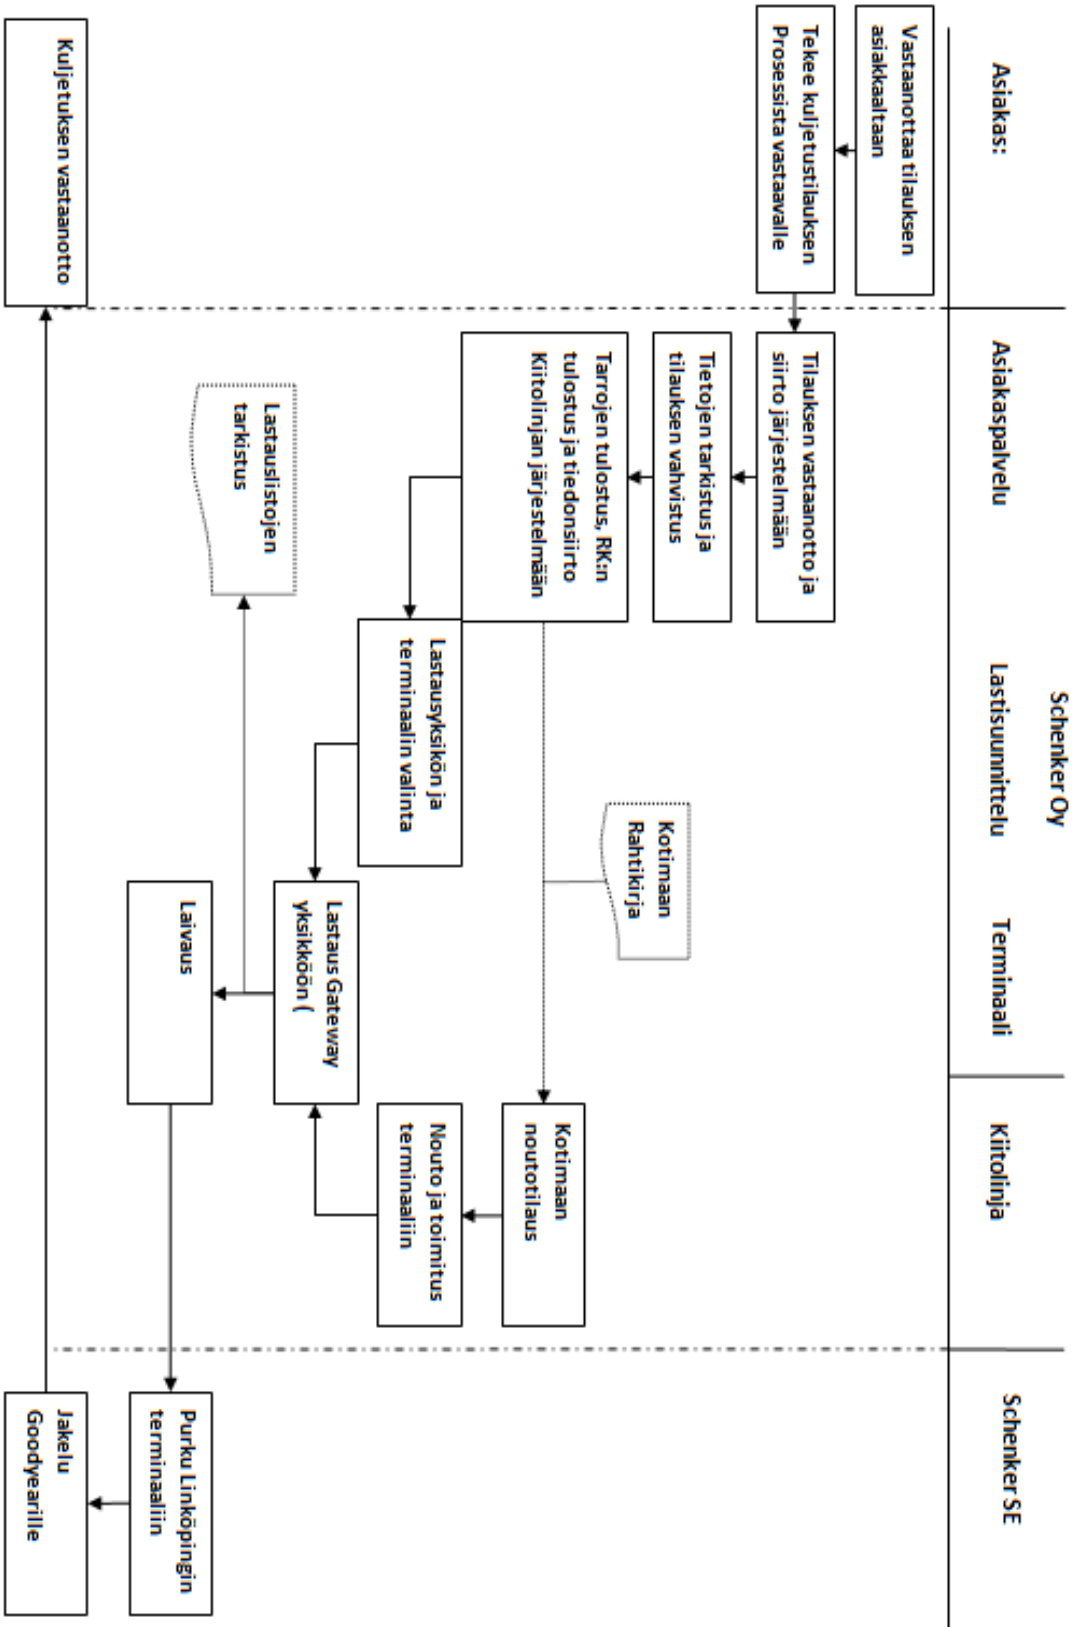 Schenker Oy
Asiakas:
Asiakaspalvelu
Lastisuunnittelu
Terminaali
Kiitolinja
Schenker SE
Vastaanottaa tilauksen
asiakkaaltaan
Tekee kuljetustilauksen
Prosessista vastaavalle
Tilauksen vastaanotto ja
siirto järjestelmään
Tietojen tarkistus ja
tilauksen vahvistus
Tarrojen tulostus, RK:n
tulostus ja tiedonsiirto
Kiitolinjan järjestelmään
Kotimaan
Rahtikirja
Kotimaan
noutotilaus
Lastausyksikön ja
terminaalin valinta
Nouto ja toimitus
terminaaliin
Lastaus Gateway
yksikköön (
Lastauslistojen
tarkistus
Laivaus
Purku Linköpingin
terminaaliin
Jakelu
Goodyearille
Kuljetuksen vastaanotto